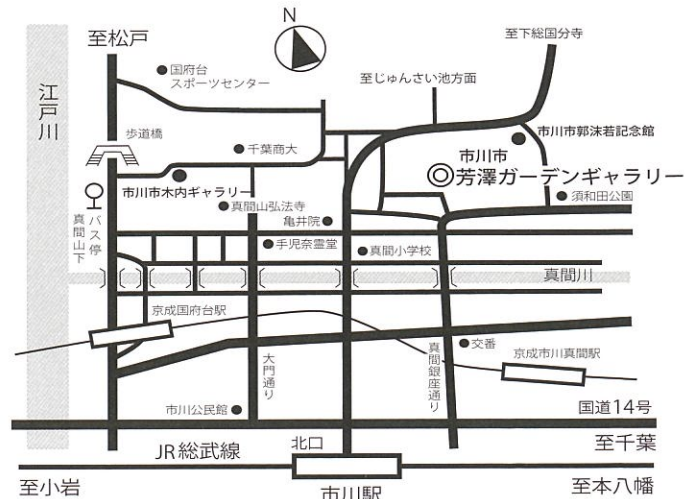 N
至松戸
国府台
スポーツセンター
至下総国分寺
至じゅんさい池方面
江戸川
歩道橋
千葉商大
市川市郭沫若記念館
市川市
芳澤ガーデンギャラリー
市川市木内ギャラリー
須和田公園
真間山弘法寺
亀井院
バス停
真間山下
手児奈霊堂
真間小学校
真間川
京成国府台駅
大門通り
真間銀座通り
交番
京成市川真間駅
市川公民館
国道14号
JR総武線
北口
至千葉
至小岩
市川駅
至本八幡